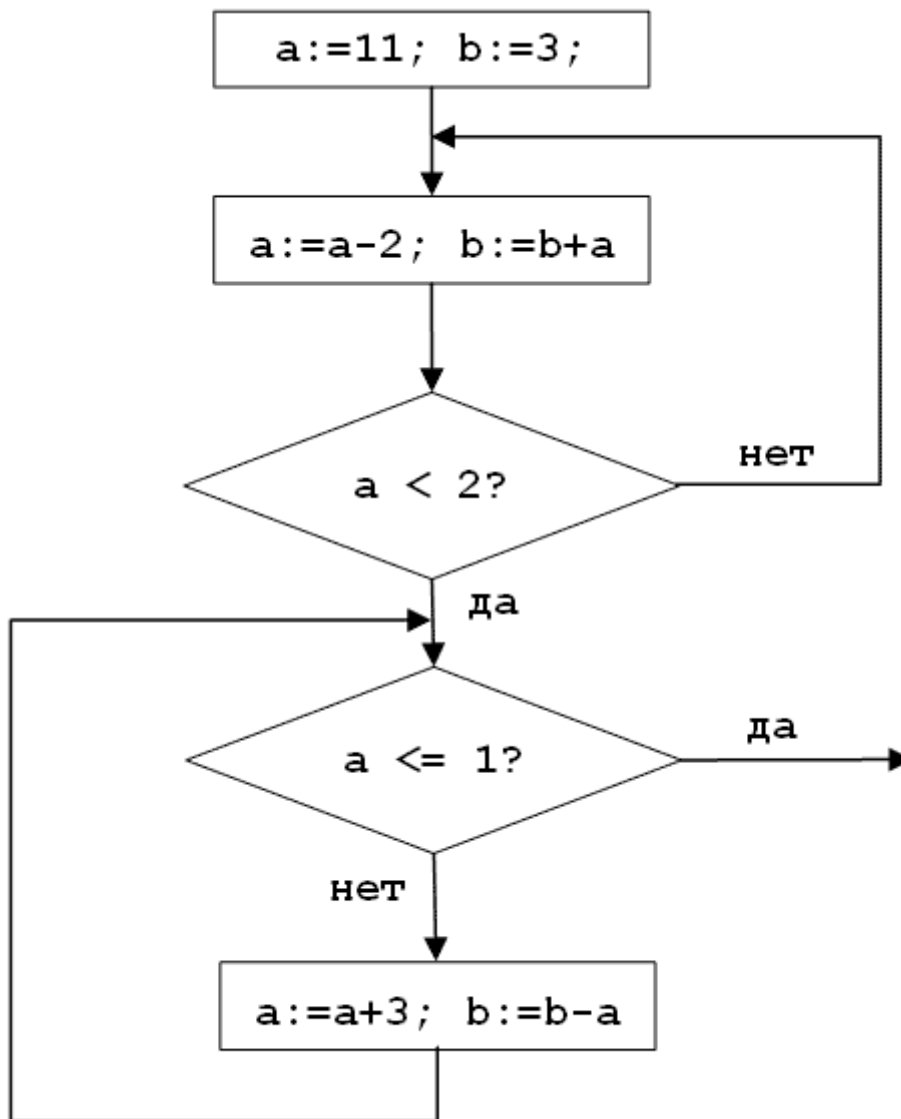 a:=11; b:=3;
a:=a-2; b:=b+a
a < 2?
нет
да
a <= 1?
да
нет
a:=a+3; b:=b-a